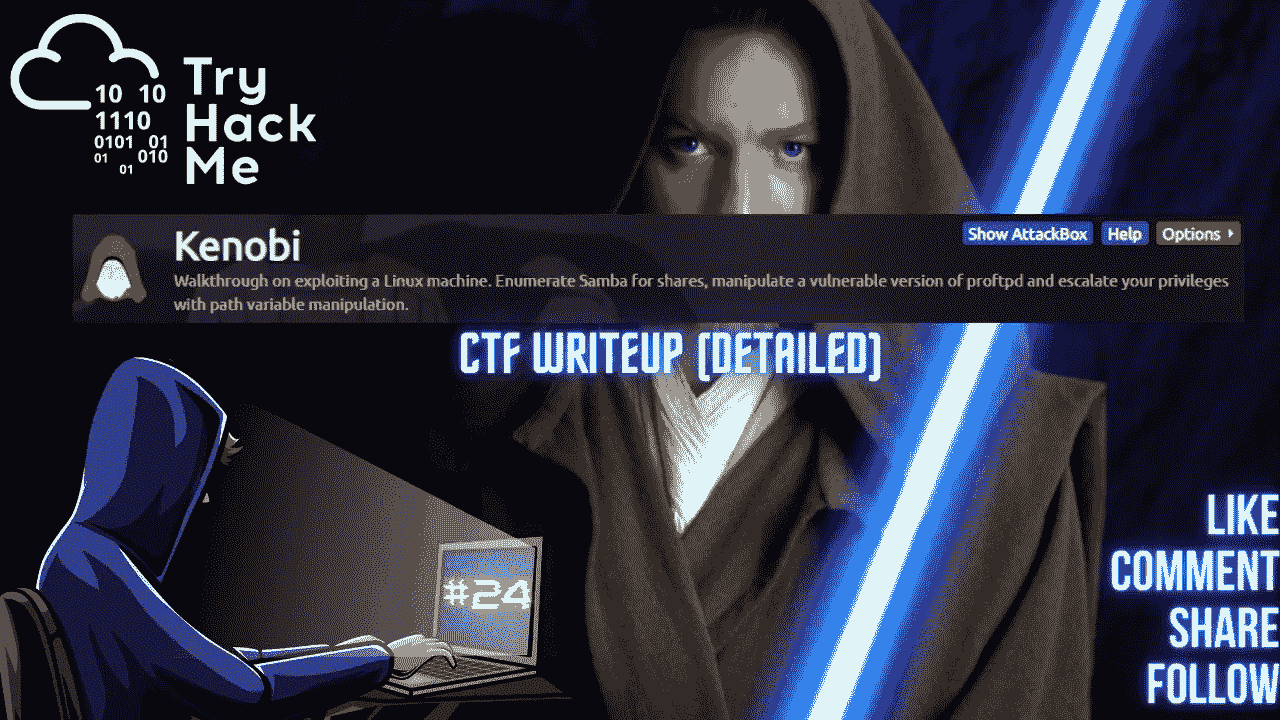 Try
Hack
Me
10 10
1110
0101 01
01 010
01
Kenobi
Show AttackBox Help Options
Walkthrough on exploiting a Linux machine. Enumerate Samba for shares, manipulate a vulnerable version of proftpd and escalate your privileges
with path variable manipulation.
CTF WRITEUP (DETAILED)
#24
LIKE
COMMENT
SHARE
FOLLOW